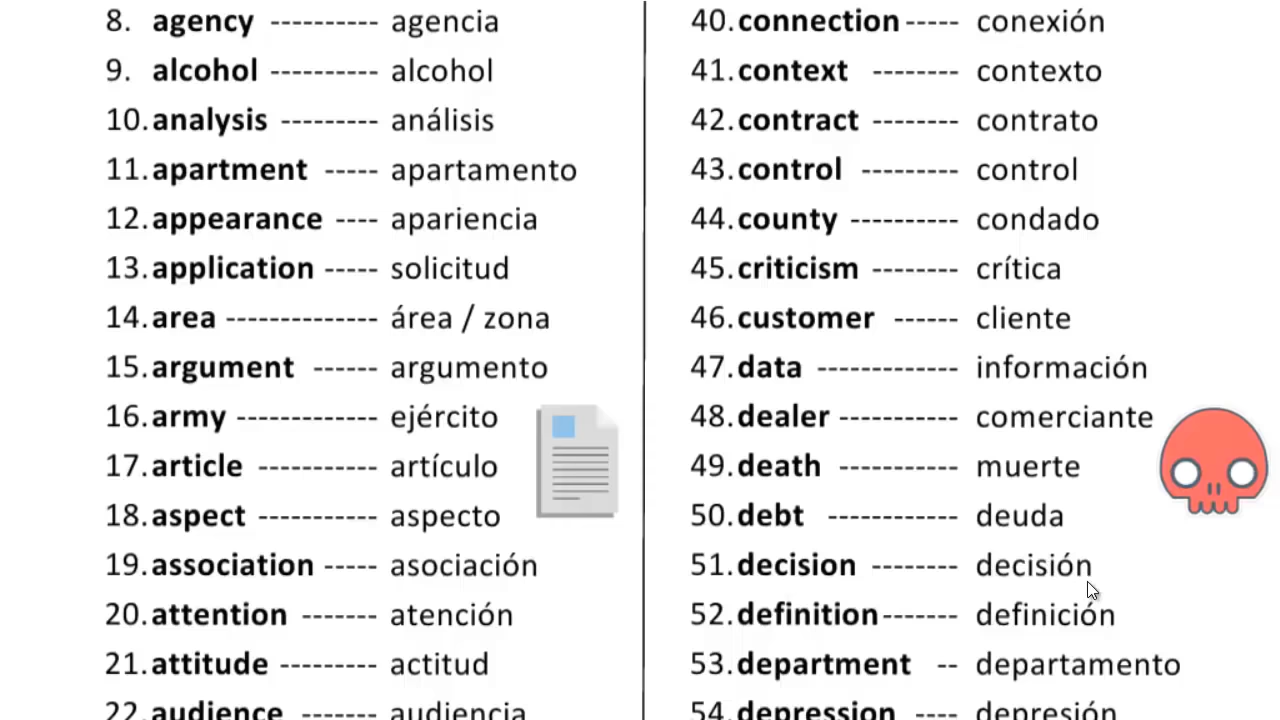 8. agency ---------- agencia
9. alcohol ---------- alcohol
10. analysis --------- análisis
11. apartment ----- apartamento
12. appearance ---- apariencia
13. application ----- solicitud
14. area -------------- área / zona
15. argument ------ argumento
16. army ------------- ejército
17. article ----------- artículo
18. aspect ----------- aspecto
19. association ----- asociación
20. attention ------- atención
21. attitude --------- actitud
22. audience ------- audiencia
40. connection ----- conexión
41. context -------- contexto
42. contract -------- contrato
43. control --------- control
44. county ---------- condado
45. criticism -------- crítica
46. customer ------ cliente
47. data ------------- información
48. dealer ----------- comerciante
49. death ----------- muerte
50. debt ------------ deuda
51. decision -------- decisión
52. definition ------- definición
53. department -- departamento
54. depression ---- depresión